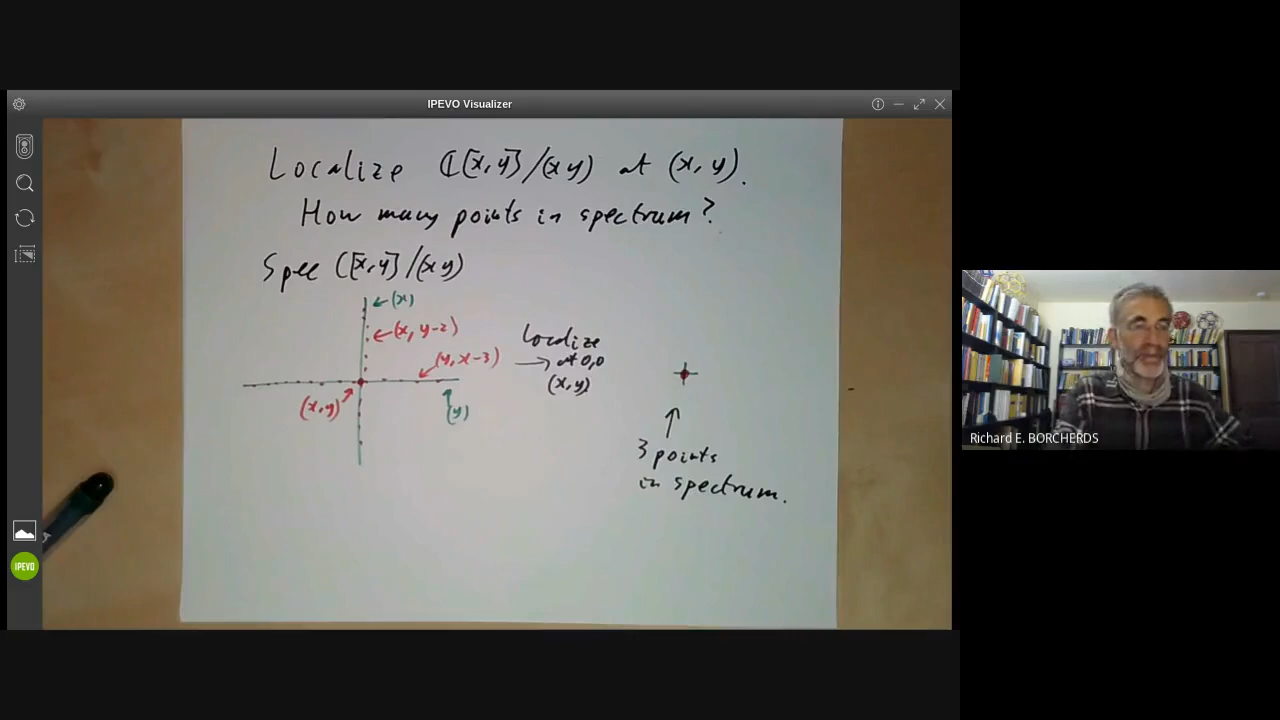 IPEVO Visualizer
Localize ℂ[x,y]/(xy) at (x,y).
How many points in spectrum?
Spec ℂ[x,y]/(xy)
(x)
(x, y-2)
(y, x-3)
(x,y)
(y)
Localize
→ at 0,0
(x,y)
3 points
in spectrum.
Richard E. BORCHERDS
IPEVO